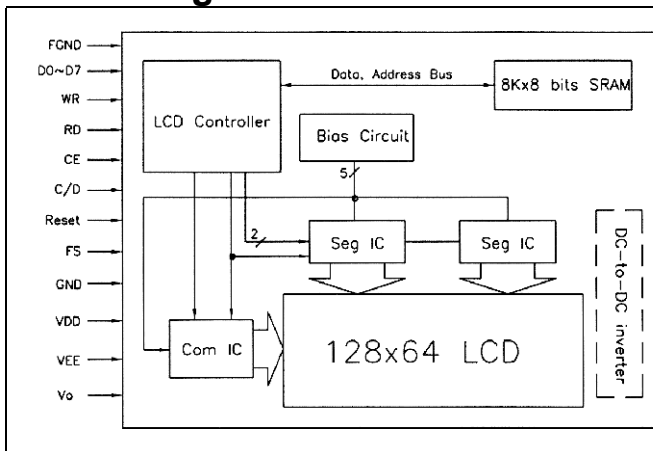 FGND
D0~D7
WR
RD
CE
C/D
Reset
FS
GND
VDD
VEE
Vo
LCD Controller
Data, Address Bus
8Kx8 bits SRAM
Bias Circuit
5
2
Seg IC
Seg IC
Com IC
128x64 LCD
DC-to-DC inverter